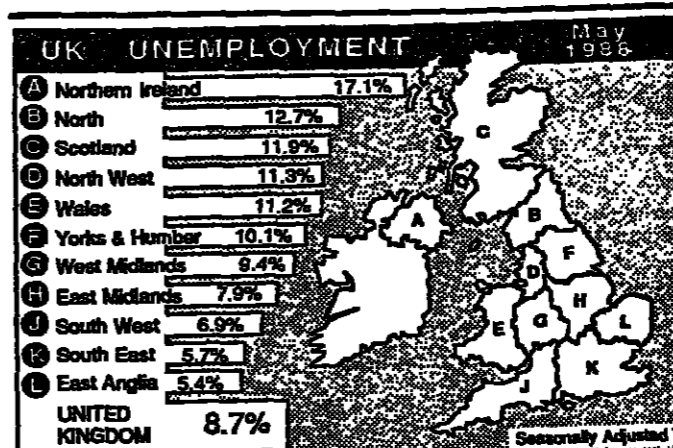 UK UNEMPLOYMENT
May
1988
A Northern Ireland 17.1%
B North 12.7%
C Scotland 11.9%
D North West 11.3%
E Wales 11.2%
F Yorks & Humber 10.1%
G West Midlands 9.4%
H East Midlands 7.9%
J South West 6.9%
K South East 5.7%
L East Anglia 5.4%
UNITED
KINGDOM 8.7%
C
A
B
F
D
H
E
G
L
K
J
Seasonally Adjusted